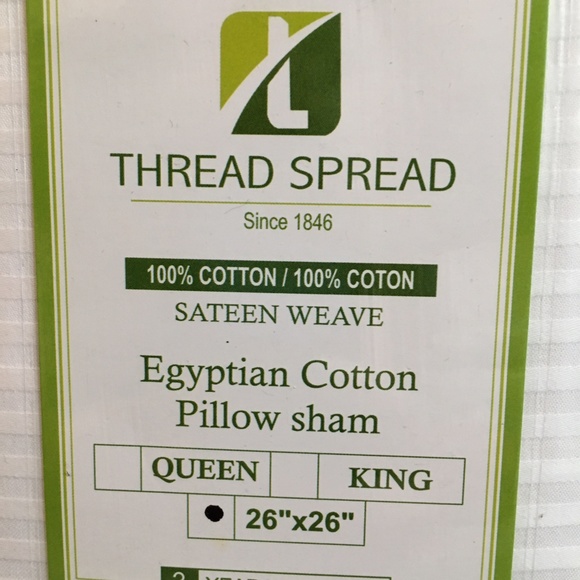 THREAD SPREAD
Since 1846
100% COTTON / 100% COTON
SATEEN WEAVE
Egyptian Cotton
Pillow sham
QUEEN KING
26"x26"